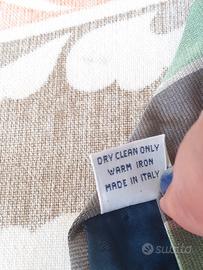 DRY CLEAN ONLY
WARM IRON
MADE IN ITALY
subito